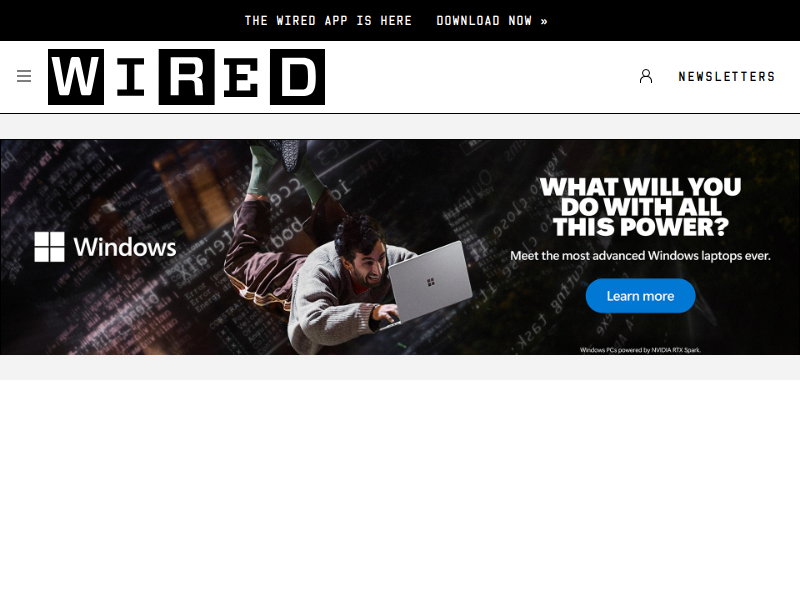 THE WIRED APP IS HERE DOWNLOAD NOW »
WIRED
NEWSLETTERS
Windows
WHAT WILL YOU
DO WITH ALL
THIS POWER?
Meet the most advanced Windows laptops ever.
Learn more
Windows PCs powered by NVIDIA RTX Spark.